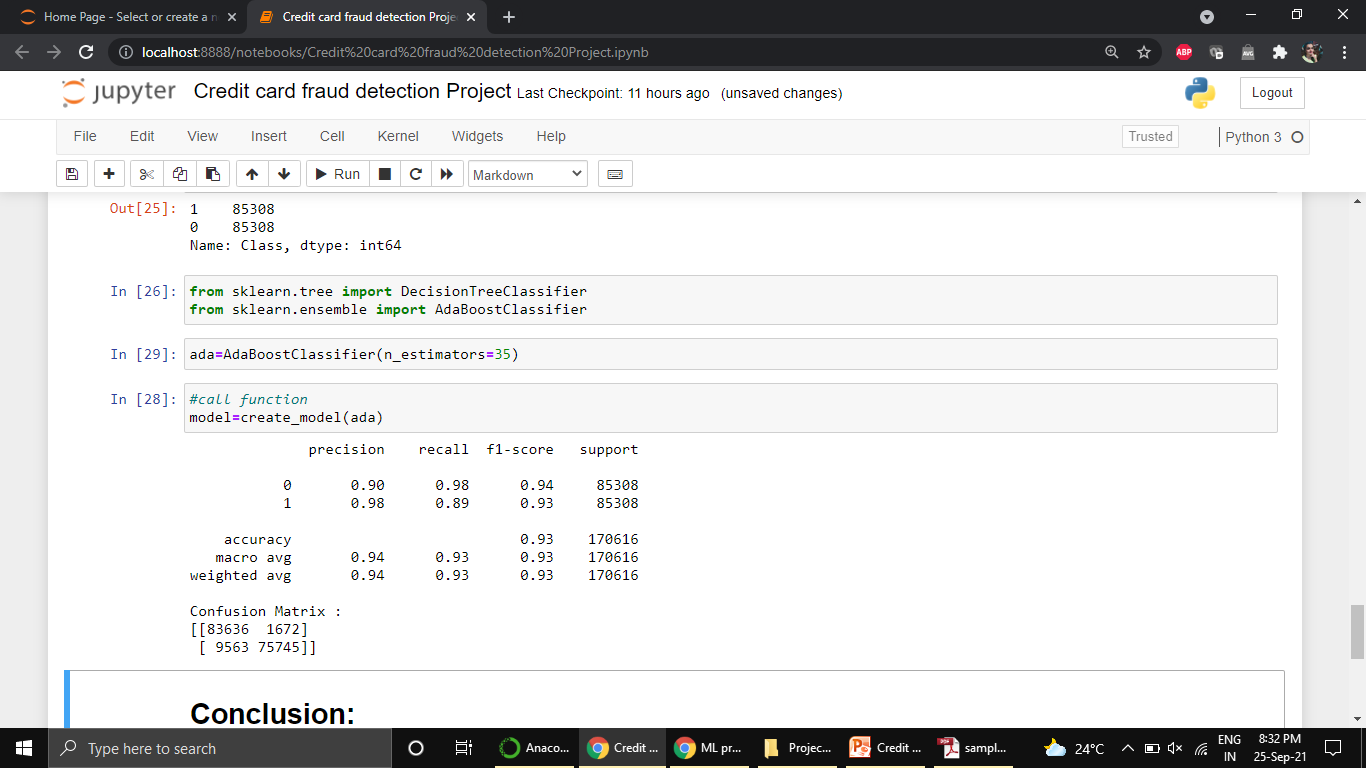 Home Page - Select or create a n
Credit card fraud detection Proje
localhost:8888/notebooks/Credit%20card%20fraud%20detection%20Project.ipynb
ABP
AVG
jupyter Credit card fraud detection Project Last Checkpoint: 11 hours ago (unsaved changes)
Logout
File Edit View Insert Cell Kernel Widgets Help
Trusted
Python 3
Run
Markdown
Out[25]: 1    85308
0    85308
Name: Class, dtype: int64
In [26]: from sklearn.tree import DecisionTreeClassifier
from sklearn.ensemble import AdaBoostClassifier
In [29]: ada=AdaBoostClassifier(n_estimators=35)
In [28]: #call function
model=create_model(ada)
precision    recall  f1-score   support
0       0.90      0.98      0.94     85308
1       0.98      0.89      0.93     85308
accuracy                           0.93    170616
macro avg       0.94      0.93      0.93    170616
weighted avg       0.94      0.93      0.93    170616
Confusion Matrix :
[[83636  1672]
[ 9563 75745]]
Conclusion:
Type here to search
Anaco...
Credit ...
ML pr...
Projec...
Credit ...
sampl...
24°C
ENG
IN
8:32 PM
25-Sep-21